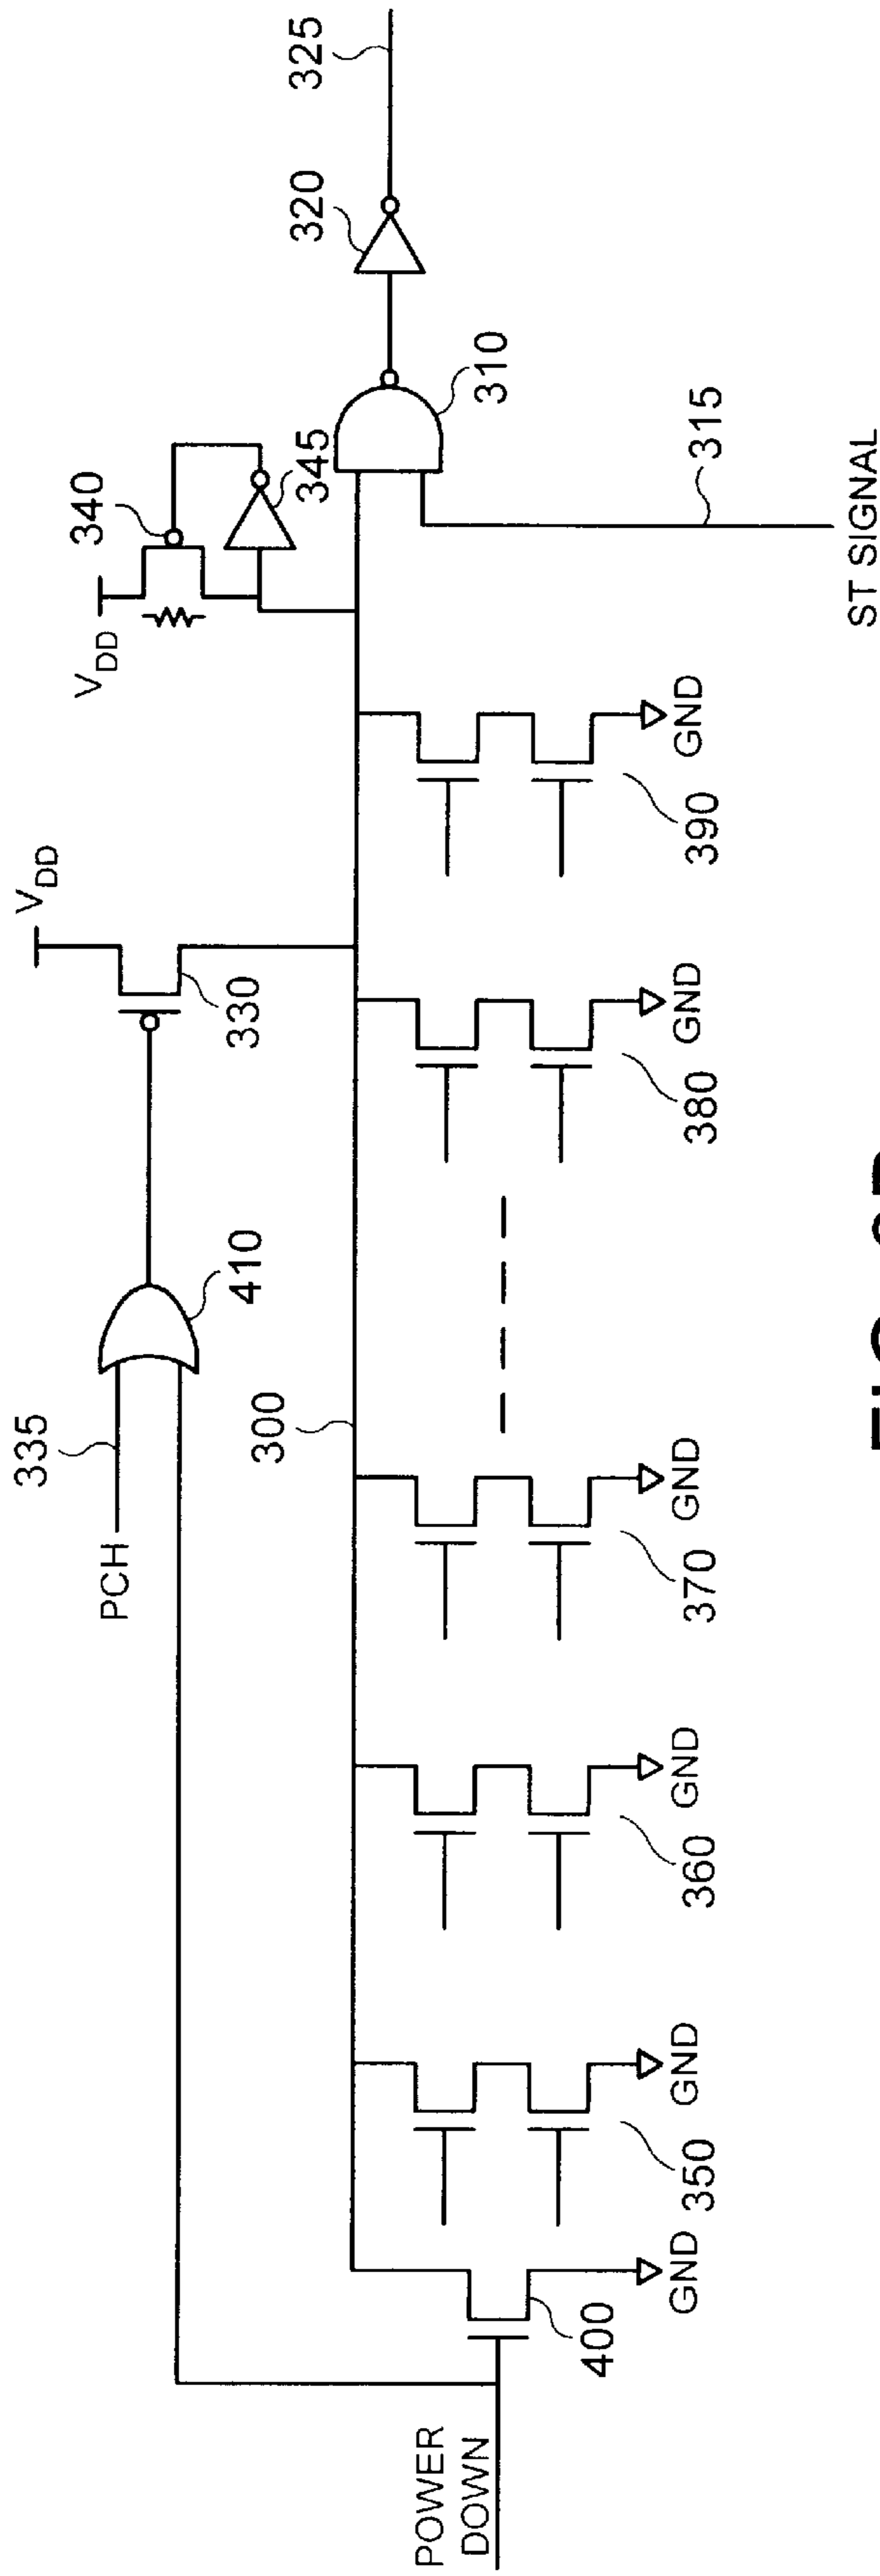 335
PCH
410
V_DD
330
V_DD
340
345
320
325
300
310
315
ST SIGNAL
POWER
DOWN
400
GND
350
GND
360
GND
370
GND
380
GND
390
GND